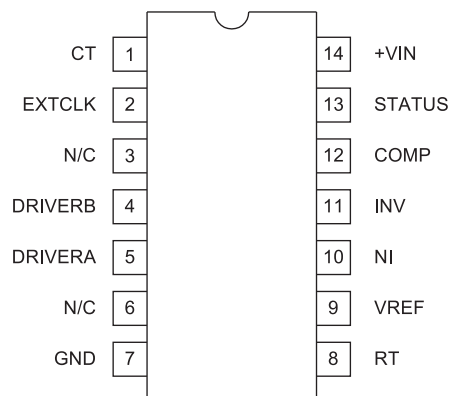 CT 1 14 +VIN
EXTCLK 2 13 STATUS
N/C 3 12 COMP
DRIVERB 4 11 INV
DRIVERA 5 10 NI
N/C 6 9 VREF
GND 7 8 RT